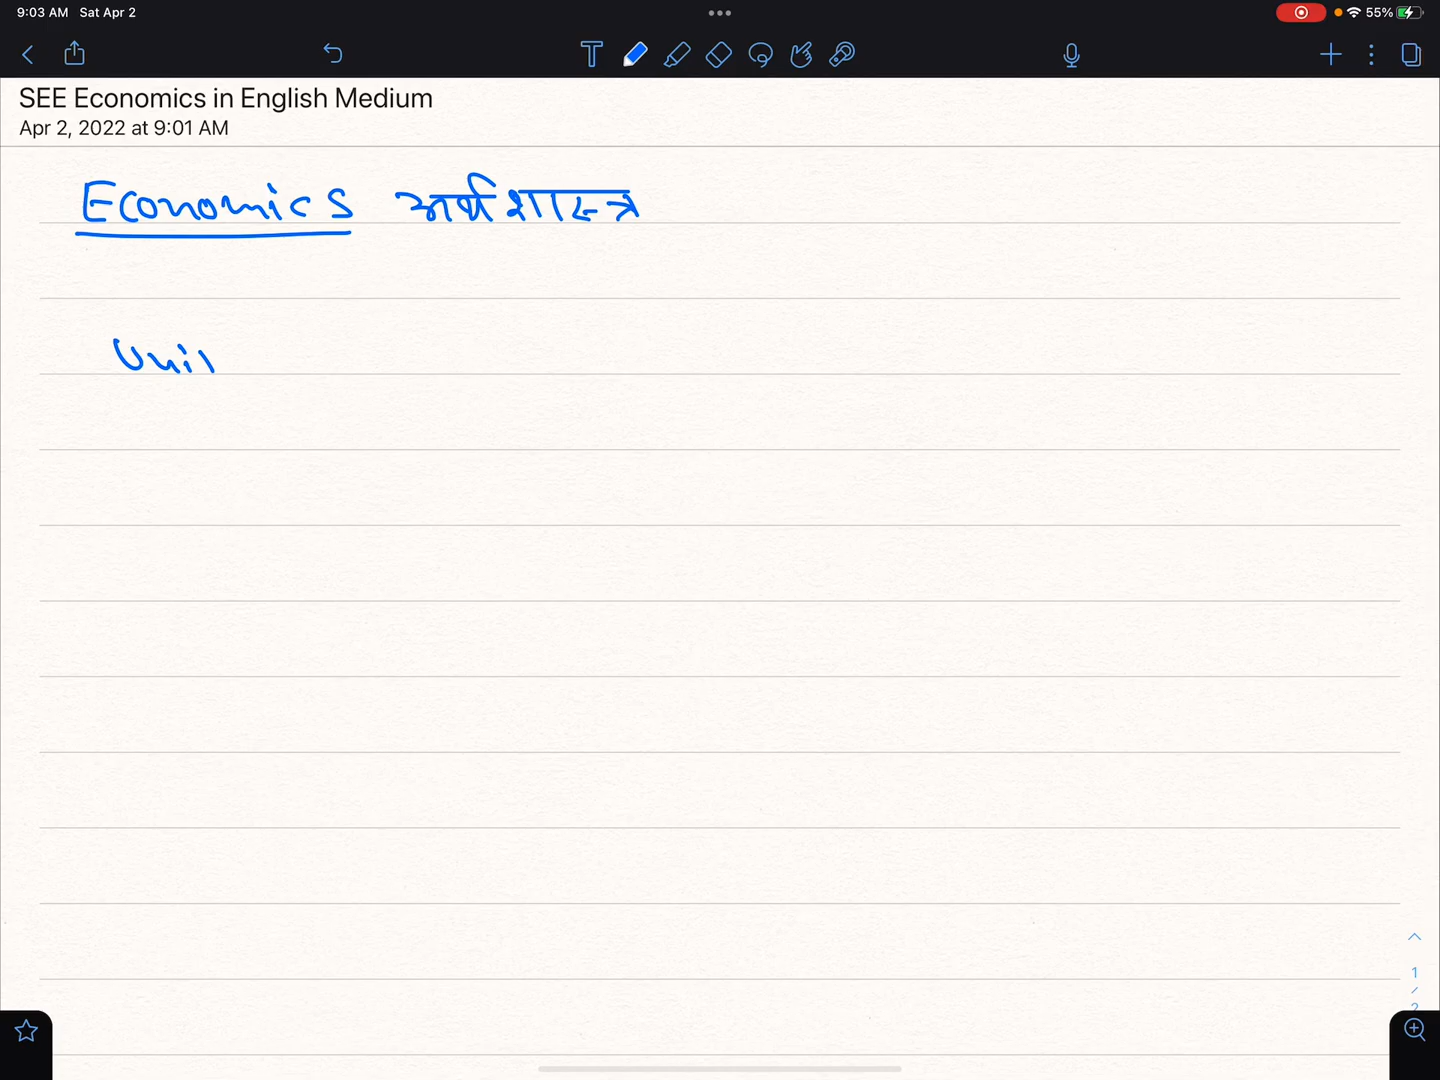 9:03 AM Sat Apr 2
55%
SEE Economics in English Medium
Apr 2, 2022 at 9:01 AM
Economics अर्थशास्त्र
1
/
2